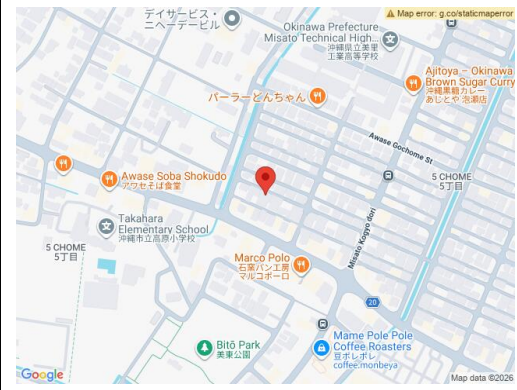 Map error: g.co/staticmaperror
デイサービス・
ニヘーデービル
Okinawa Prefecture
Misato Technical High...
沖縄県立美里
工業高等学校
Ajitoya – Okinawa
Brown Sugar Curry
沖縄黒糖カレー
あじとや 泡瀬店
パーラーとんちゃん
Awase Gochome St
Awase Soba Shokudo
アワセそば食堂
5 CHOME
5丁目
Takahara
Elementary School
沖縄市立高原小学校
Misato Kogyo dori
5 CHOME
5丁目
Marco Polo
石窯パン工房
マルコポーロ
20
Bitō Park
美東公園
Mame Pole Pole
Coffee Roasters
豆ポレポレ
coffee.monbeya
Google
Map data ©2026